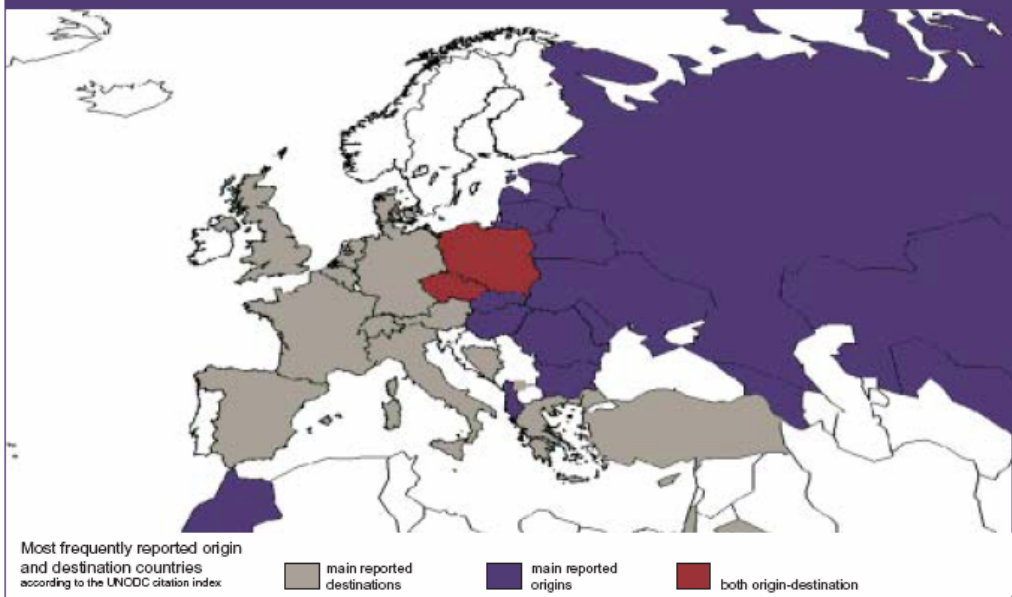 Most frequently reported origin
and destination countries
according to the UNODC citation index
main reported
destinations
main reported
origins
both origin-destination